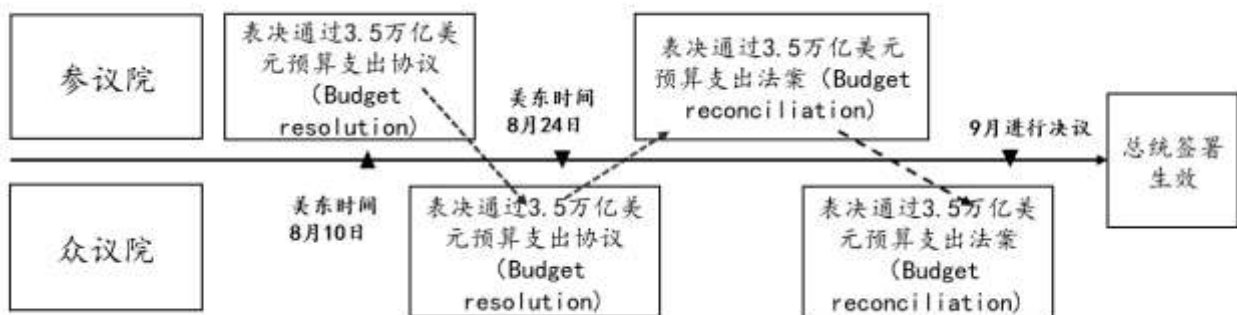 参议院
表决通过3.5万亿美
元预算支出协议
(Budget
resolution)
美东时间
8月24日
表决通过3.5万亿美元
预算支出法案（Budget
reconciliation)
9月进行决议
总统签署
生效
众议院
美东时间
8月10日
表决通过3.5万亿美
元预算支出协议
(Budget
resolution)
表决通过3.5万亿美
元预算支出法案
(Budget
reconciliation)